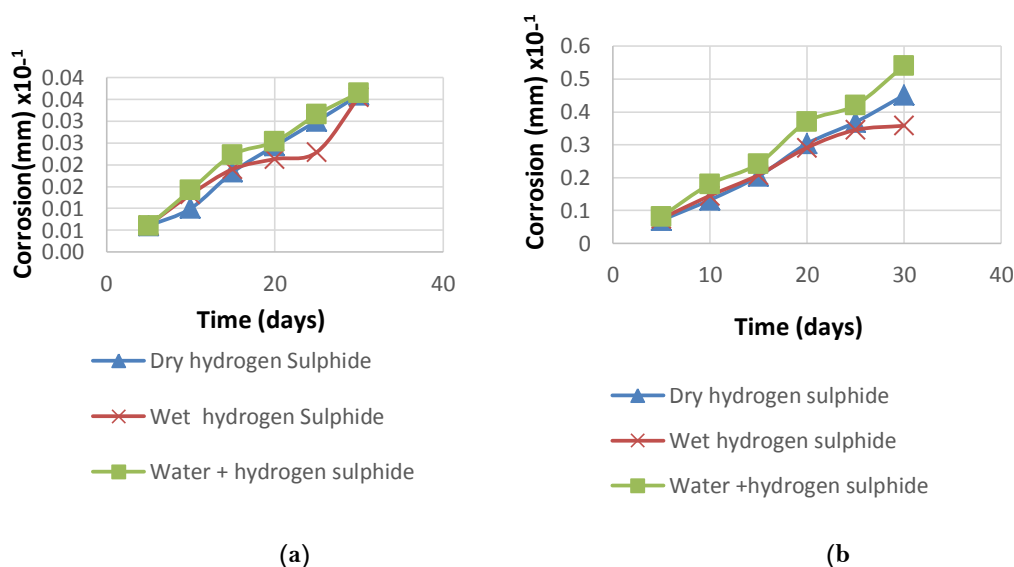 Corrosion(mm) x10-1
0.04
0.04
0.03
0.03
0.02
0.02
0.01
0.01
0.00
0
20
40
Time (days)
Dry hydrogen Sulphide
Wet hydrogen Sulphide
Water + hydrogen sulphide
(a)
Corrosion (mm) x10-1
0.6
0.5
0.4
0.3
0.2
0.1
0
0
10
20
30
40
Time (days)
Dry hydrogen sulphide
Wet hydrogen sulphide
Water +hydrogen sulphide
(b